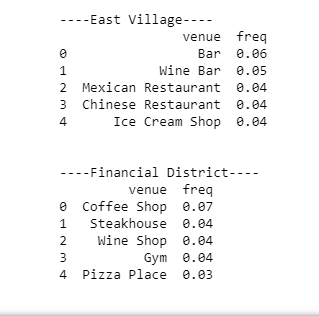 ----East Village----
venue freq
0 Bar 0.06
1 Wine Bar 0.05
2 Mexican Restaurant 0.04
3 Chinese Restaurant 0.04
4 Ice Cream Shop 0.04
----Financial District----
venue freq
0 Coffee Shop 0.07
1 Steakhouse 0.04
2 Wine Shop 0.04
3 Gym 0.04
4 Pizza Place 0.03